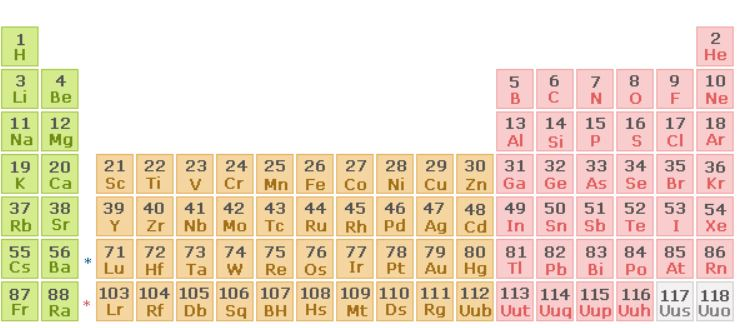 1 2
H He
3 4 5 6 7 8 9 10
Li Be B C N O F Ne
11 12 13 14 15 16 17 18
Na Mg Al Si P S Cl Ar
19 20 21 22 23 24 25 26 27 28 29 30 31 32 33 34 35 36
K Ca Sc Ti V Cr Mn Fe Co Ni Cu Zn Ga Ge As Se Br Kr
37 38 39 40 41 42 43 44 45 46 47 48 49 50 51 52 53 54
Rb Sr Y Zr Nb Mo Tc Ru Rh Pd Ag Cd In Sn Sb Te I Xe
55 56 * 71 72 73 74 75 76 77 78 79 80 81 82 83 84 85 86
Cs Ba Lu Hf Ta W Re Os Ir Pt Au Hg Tl Pb Bi Po At Rn
87 88 * 103 104 105 106 107 108 109 110 111 112 113 114 115 116 117 118
Fr Ra Lr Rf Db Sq BH Hs Mt Ds Rg Uub Uut Uuq Uup Uuh Uus Uuo